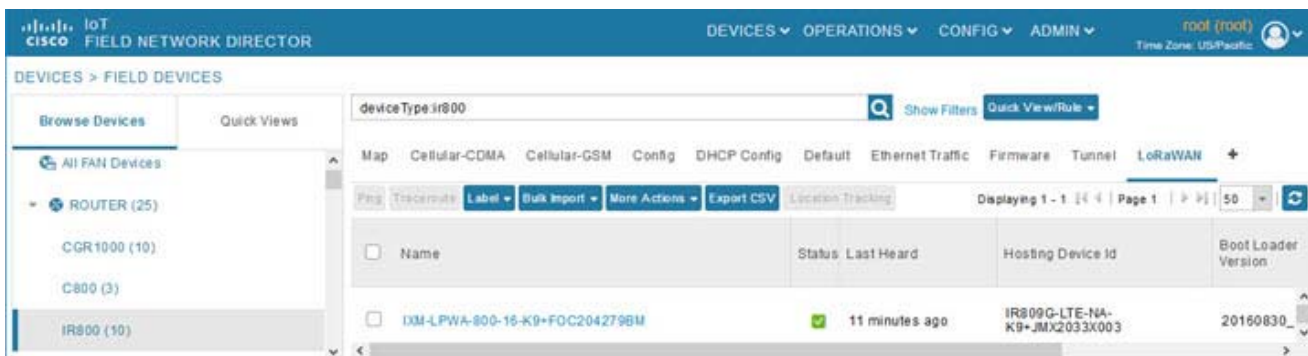 IoT
CISCO FIELD NETWORK DIRECTOR
DEVICES OPERATIONS CONFIG ADMIN
root (root)
Time Zone: US/Pacific
DEVICES > FIELD DEVICES
Browse Devices Quick Views
All FAN Devices
ROUTER (25)
CGR1000 (10)
C800 (3)
IR800 (10)
deviceType:ir800
Show Filters Quick View/Rule
Map Cellular-CDMA Cellular-GSM Config DHCP Config Default Ethernet Traffic Firmware Tunnel LoRaWAN +
Ping Traceroute Label Bulk Import More Actions Export CSV Location Tracking Displaying 1 - 1 Page 1 50
Name Status Last Heard Hosting Device Id Boot Loader Version
IXM-LPWA-800-16-K9+FOC204279BM 11 minutes ago IR809G-LTE-NA-K9+JMX2033X003 20160830_